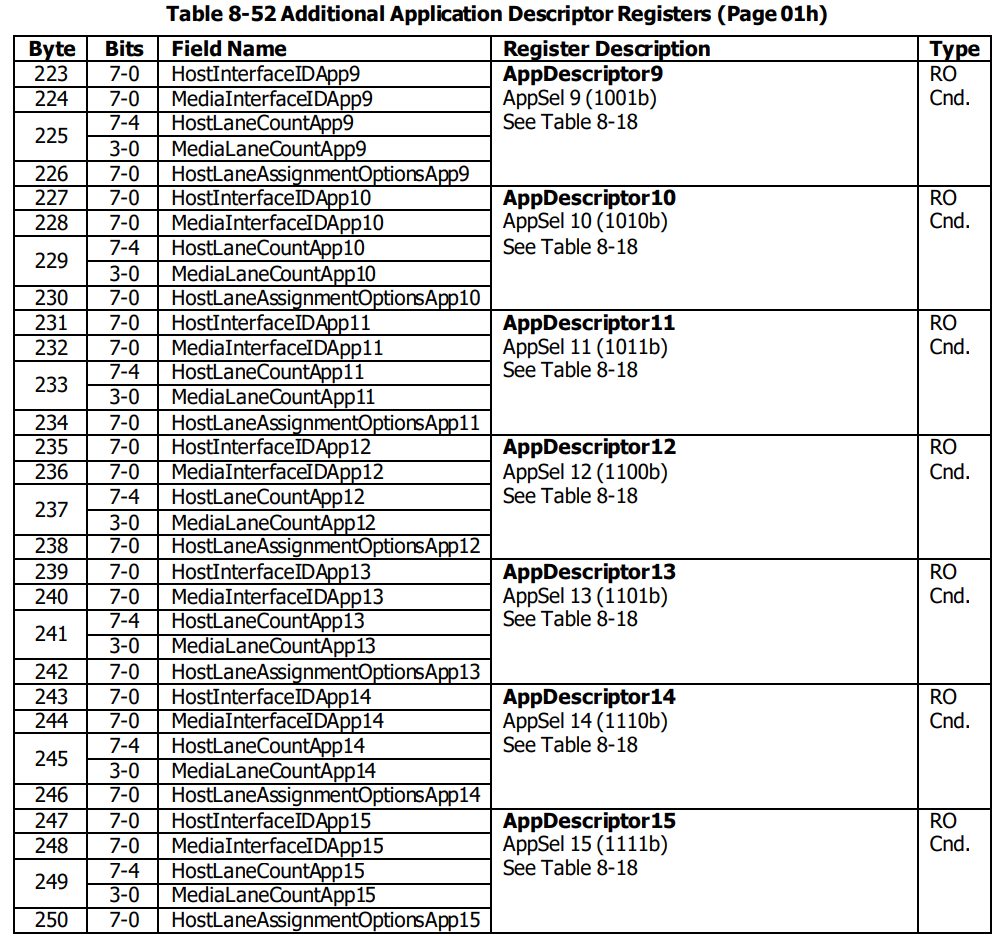 Table 8-52 Additional Application Descriptor Registers (Page 01h)
Byte Bits Field Name Register Description Type
223 7-0 HostInterfaceIDApp9 AppDescriptor9 RO
224 7-0 MediaInterfaceIDApp9 AppSel 9 (1001b) Cnd.
225 7-4 HostLaneCountApp9 See Table 8-18
3-0 MediaLaneCountApp9
226 7-0 HostLaneAssignmentOptionsApp9
227 7-0 HostInterfaceIDApp10 AppDescriptor10 RO
228 7-0 MediaInterfaceIDApp10 AppSel 10 (1010b) Cnd.
229 7-4 HostLaneCountApp10 See Table 8-18
3-0 MediaLaneCountApp10
230 7-0 HostLaneAssignmentOptionsApp10
231 7-0 HostInterfaceIDApp11 AppDescriptor11 RO
232 7-0 MediaInterfaceIDApp11 AppSel 11 (1011b) Cnd.
233 7-4 HostLaneCountApp11 See Table 8-18
3-0 MediaLaneCountApp11
234 7-0 HostLaneAssignmentOptionsApp11
235 7-0 HostInterfaceIDApp12 AppDescriptor12 RO
236 7-0 MediaInterfaceIDApp12 AppSel 12 (1100b) Cnd.
237 7-4 HostLaneCountApp12 See Table 8-18
3-0 MediaLaneCountApp12
238 7-0 HostLaneAssignmentOptionsApp12
239 7-0 HostInterfaceIDApp13 AppDescriptor13 RO
240 7-0 MediaInterfaceIDApp13 AppSel 13 (1101b) Cnd.
241 7-4 HostLaneCountApp13 See Table 8-18
3-0 MediaLaneCountApp13
242 7-0 HostLaneAssignmentOptionsApp13
243 7-0 HostInterfaceIDApp14 AppDescriptor14 RO
244 7-0 MediaInterfaceIDApp14 AppSel 14 (1110b) Cnd.
245 7-4 HostLaneCountApp14 See Table 8-18
3-0 MediaLaneCountApp14
246 7-0 HostLaneAssignmentOptionsApp14
247 7-0 HostInterfaceIDApp15 AppDescriptor15 RO
248 7-0 MediaInterfaceIDApp15 AppSel 15 (1111b) Cnd.
249 7-4 HostLaneCountApp15 See Table 8-18
3-0 MediaLaneCountApp15
250 7-0 HostLaneAssignmentOptionsApp15